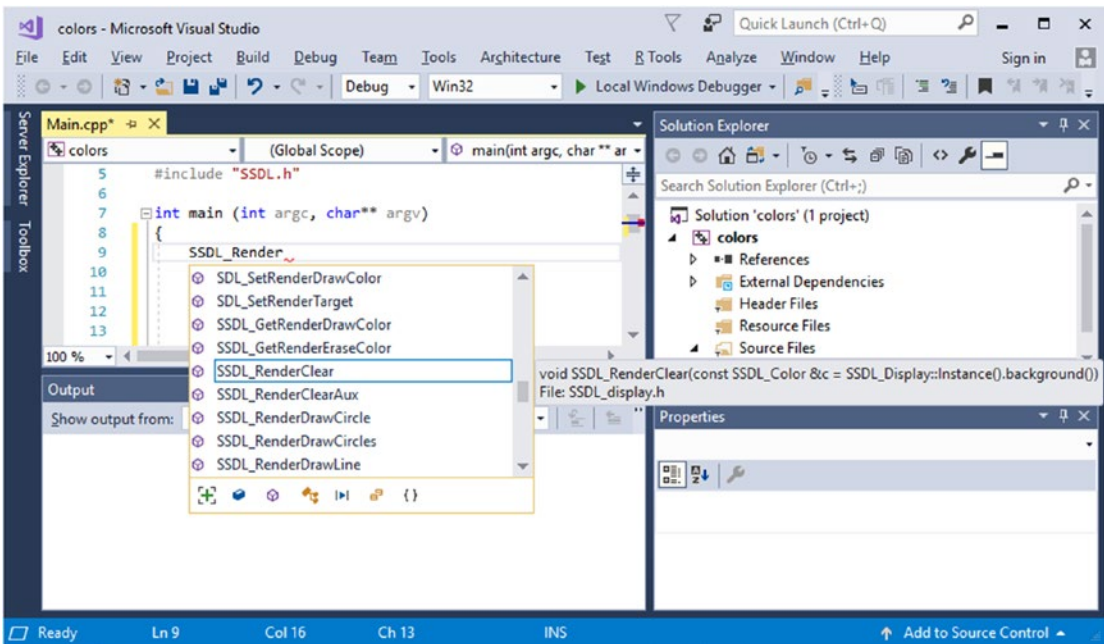 colors - Microsoft Visual Studio
Quick Launch (Ctrl+Q)
File Edit View Project Build Debug Team Tools Architecture Test R Tools Analyze Window Help Sign in
Debug Win32 Local Windows Debugger
Server Explorer
Toolbox
Main.cpp*
colors (Global Scope) main(int argc, char ** ar
5 #include "SSDL.h"
6
7 int main (int argc, char** argv)
8 {
9 SSDL_Render
10
11
12
13
100 %
SDL_SetRenderDrawColor
SDL_SetRenderTarget
SSDL_GetRenderDrawColor
SSDL_GetRenderEraseColor
SSDL_RenderClear
SSDL_RenderClearAux
SSDL_RenderDrawCircle
SSDL_RenderDrawCircles
SSDL_RenderDrawLine
void SSDL_RenderClear(const SSDL_Color &c = SSDL_Display::Instance().background())
File: SSDL_display.h
Output
Show output from:
Solution Explorer
Search Solution Explorer (Ctrl+;)
Solution 'colors' (1 project)
colors
References
External Dependencies
Header Files
Resource Files
Source Files
Properties
Ready Ln 9 Col 16 Ch 13 INS Add to Source Control